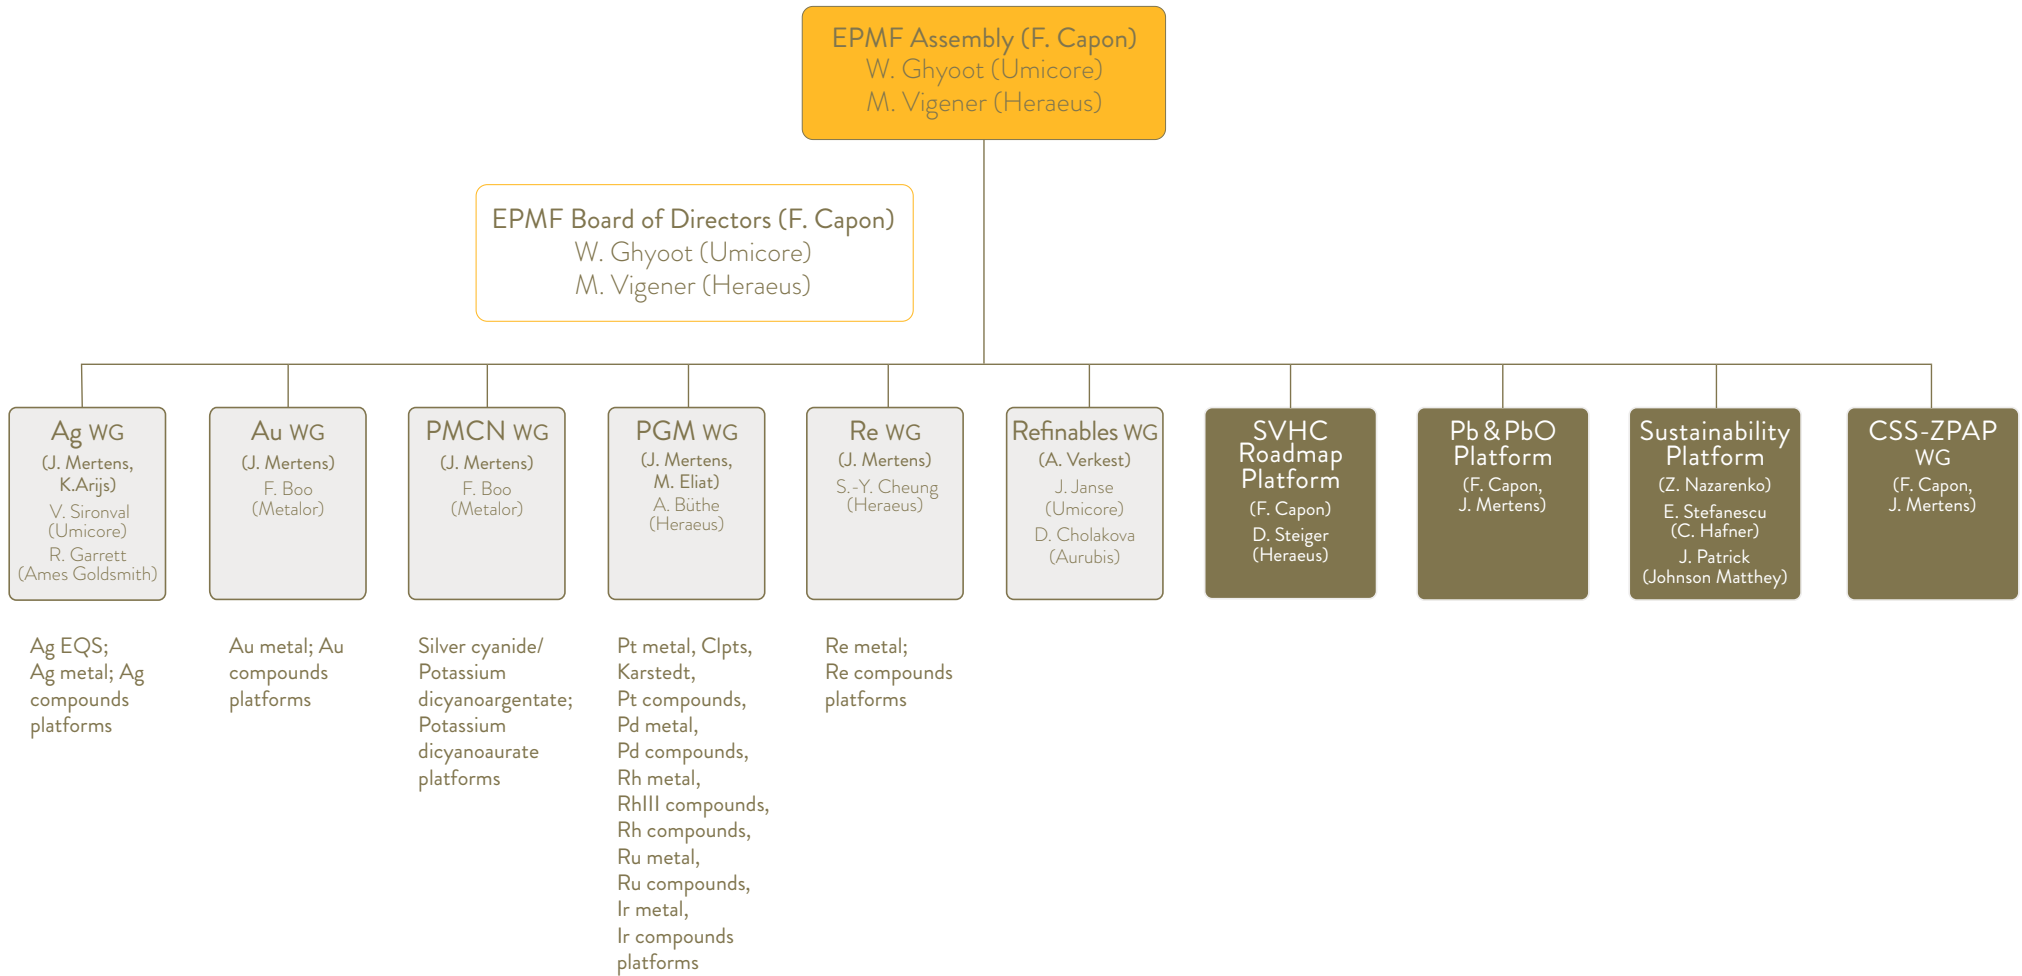 EPMF Assembly (F. Capon)
W. Ghyoot (Umicore)
M. Vigener (Heraeus)
EPMF Board of Directors (F. Capon)
W. Ghyoot (Umicore)
M. Vigener (Heraeus)
Ag WG
(J. Mertens,
K.Arijs)
V. Sironval
(Umicore)
R. Garrett
(Ames Goldsmith)
Au WG
(J. Mertens)
F. Boo
(Metalor)
PMCN WG
(J. Mertens)
F. Boo
(Metalor)
PGM WG
(J. Mertens,
M. Eliat)
A. Büthe
(Heraeus)
Re WG
(J. Mertens)
S.-Y. Cheung
(Heraeus)
Refinables WG
(A. Verkest)
J. Janse
(Umicore)
D. Cholakova
(Aurubis)
SVHC
Roadmap
Platform
(F. Capon)
D. Steiger
(Heraeus)
Pb & PbO
Platform
(F. Capon,
J. Mertens)
Sustainability
Platform
(Z. Nazarenko)
E. Stefanescu
(C. Hafner)
J. Patrick
(Johnson Matthey)
CSS-ZPAP
WG
(F. Capon,
J. Mertens)
Ag EQS;
Ag metal; Ag
compounds
platforms
Au metal; Au
compounds
platforms
Silver cyanide/
Potassium
dicyanoargentate;
Potassium
dicyanoaurate
platforms
Pt metal, Clpts,
Karstedt,
Pt compounds,
Pd metal,
Pd compounds,
Rh metal,
RhIII compounds,
Rh compounds,
Ru metal,
Ru compounds,
Ir metal,
Ir compounds
platforms
Re metal;
Re compounds
platforms